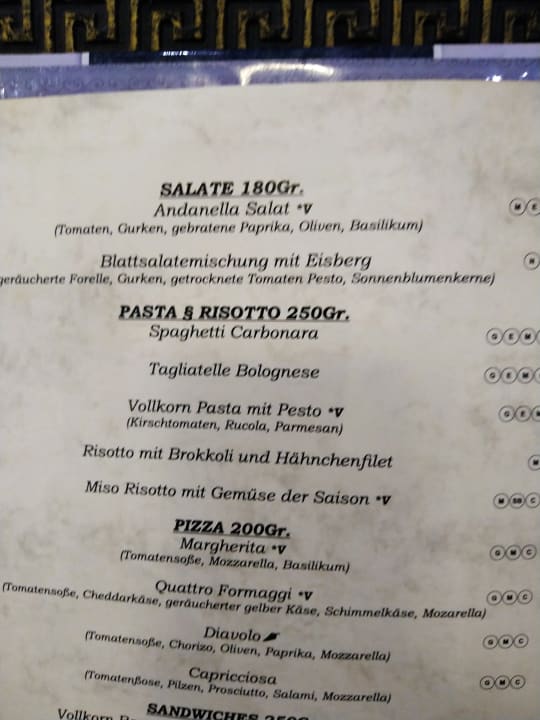 SALATE 180Gr.
Andanella Salat *V M E
(Tomaten, Gurken, gebratene Paprika, Oliven, Basilikum)
Blattsalatemischung mit Eisberg
geräucherte Forelle, Gurken, getrocknete Tomaten Pesto, Sonnenblumenkerne)
PASTA § RISOTTO 250Gr.
Spaghetti Carbonara G E M
Tagliatelle Bolognese G E M
Vollkorn Pasta mit Pesto *V G E M
(Kirschtomaten, Rucola, Parmesan)
Risotto mit Brokkoli und Hähnchenfilet M
Miso Risotto mit Gemüse der Saison *V M SB C
PIZZA 200Gr.
Margherita *V G M C
(Tomatensoße, Mozzarella, Basilikum)
Quattro Formaggi *V G M C
(Tomatensoße, Cheddarkäse, geräucherter gelber Käse, Schimmelkäse, Mozarella)
Diavolo G M C
(Tomatensoße, Chorizo, Oliven, Paprika, Mozzarella)
Capricciosa G M C
(Tomatenßose, Pilzen, Prosciutto, Salami, Mozzarella)
SANDWICHES
Vollkorn